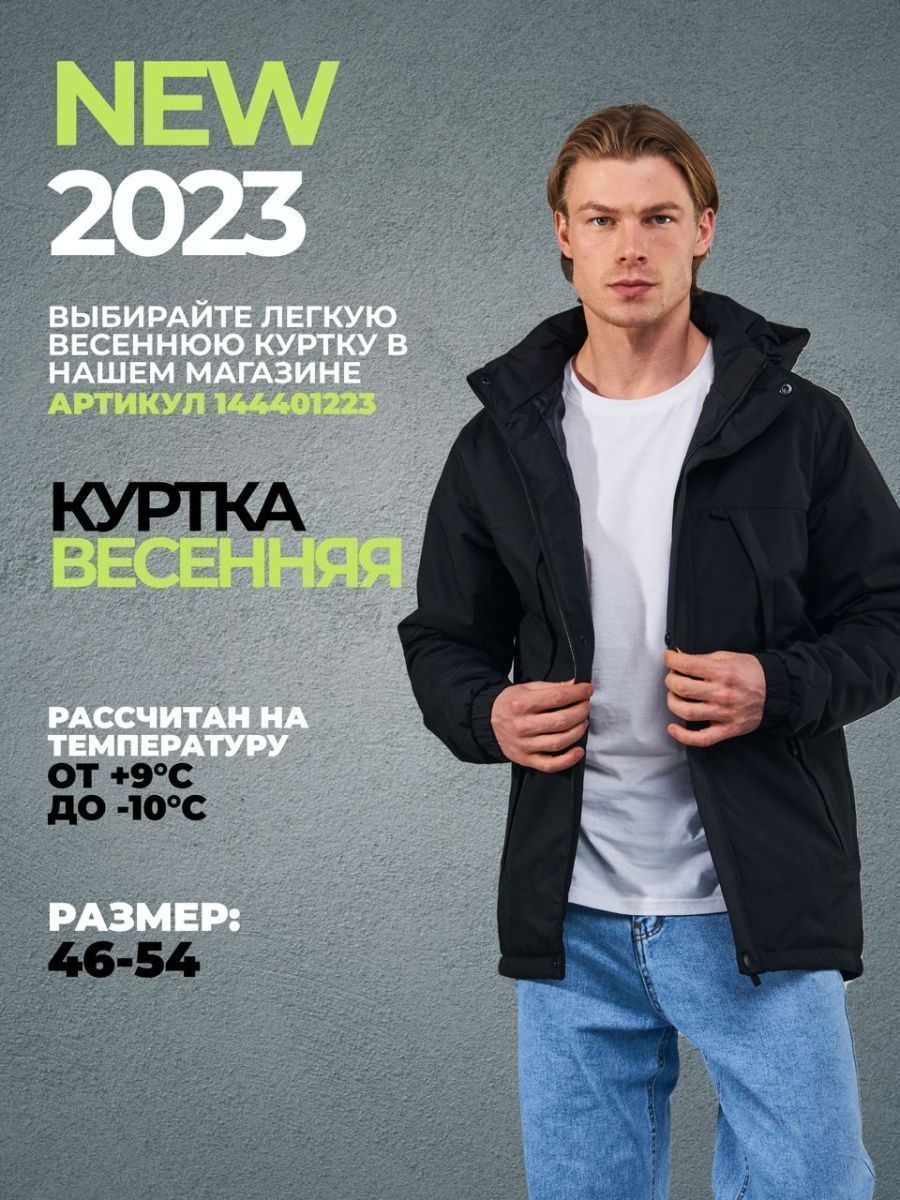 NEW
2023
ВЫБИРАЙТЕ ЛЕГКУЮ
ВЕСЕННЮЮ КУРТКУ В
НАШЕМ МАГАЗИНЕ
АРТИКУЛ 144401223
КУРТКА
ВЕСЕННЯЯ
РАССЧИТАН НА
ТЕМПЕРАТУРУ
ОТ +9°C
ДО -10°C
РАЗМЕР:
46-54